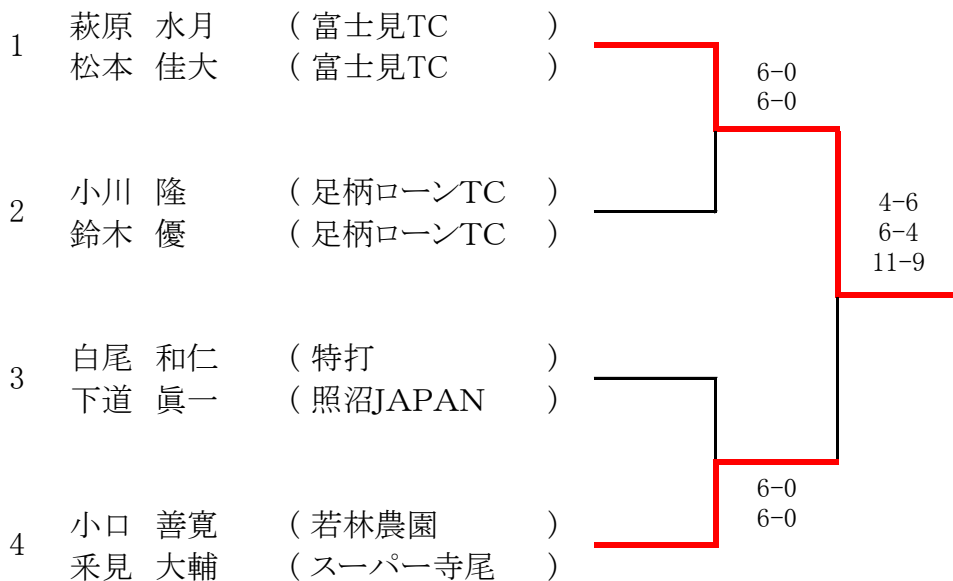 1
萩原 水月 （ 富士見TC ）
松本 佳大 （ 富士見TC ）
6-0
6-0
2
小川 隆 （ 足柄ローンTC ）
鈴木 優 （ 足柄ローンTC ）
4-6
6-4
11-9
3
白尾 和仁 （ 特打 ）
下道 眞一 （ 照沼JAPAN ）
6-0
6-0
4
小口 善寛 （ 若林農園 ）
釆見 大輔 （ スーパー寺尾 ）